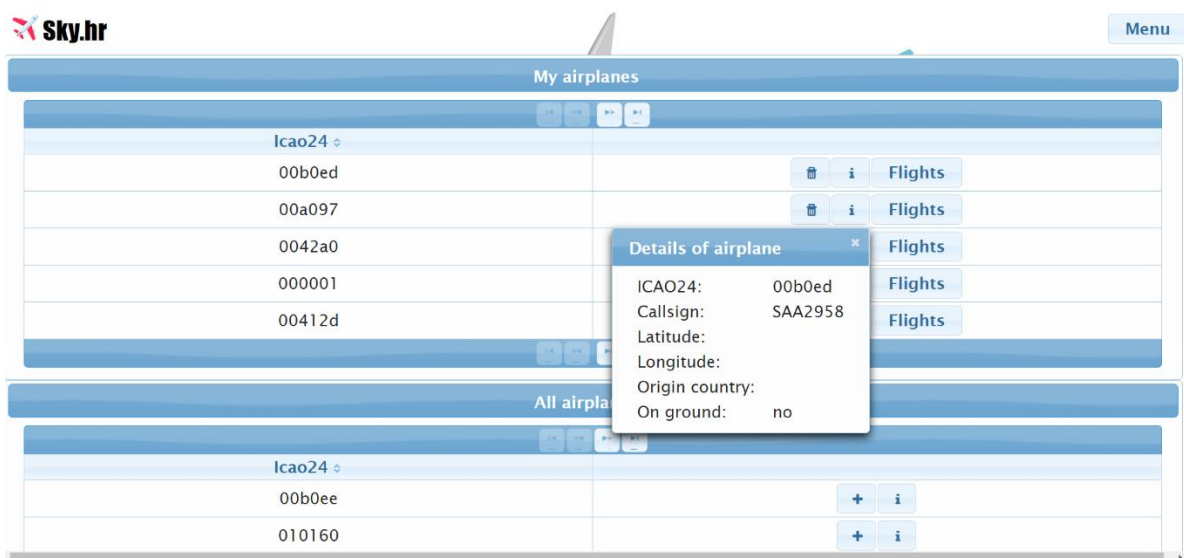 Sky.hr
Menu
My airplanes
Icao24
00b0ed
Flights
00a097
Flights
0042a0
Flights
000001
Flights
00412d
Flights
Details of airplane
ICAO24: 00b0ed
Callsign: SAA2958
Latitude:
Longitude:
Origin country:
On ground: no
All airpla
Icao24
00b0ee
010160